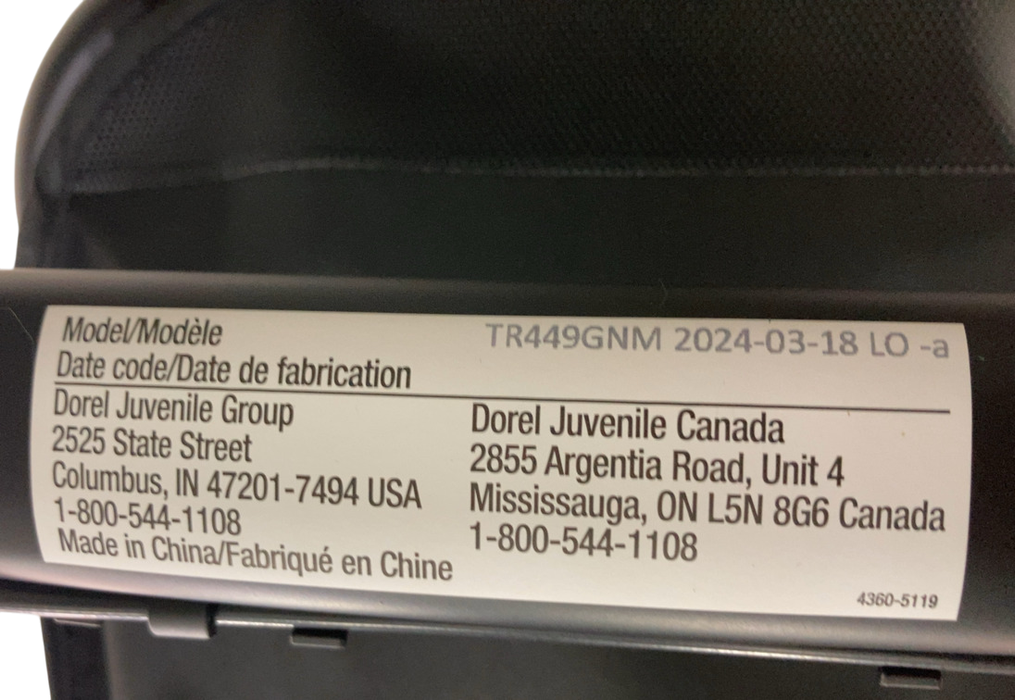 Model/Modèle TR449GNM 2024-03-18 LO -a
Date code/Date de fabrication
Dorel Juvenile Group
2525 State Street
Columbus, IN 47201-7494 USA
1-800-544-1108
Made in China/Fabriqué en Chine
Dorel Juvenile Canada
2855 Argentia Road, Unit 4
Mississauga, ON L5N 8G6 Canada
1-800-544-1108
4360-5119